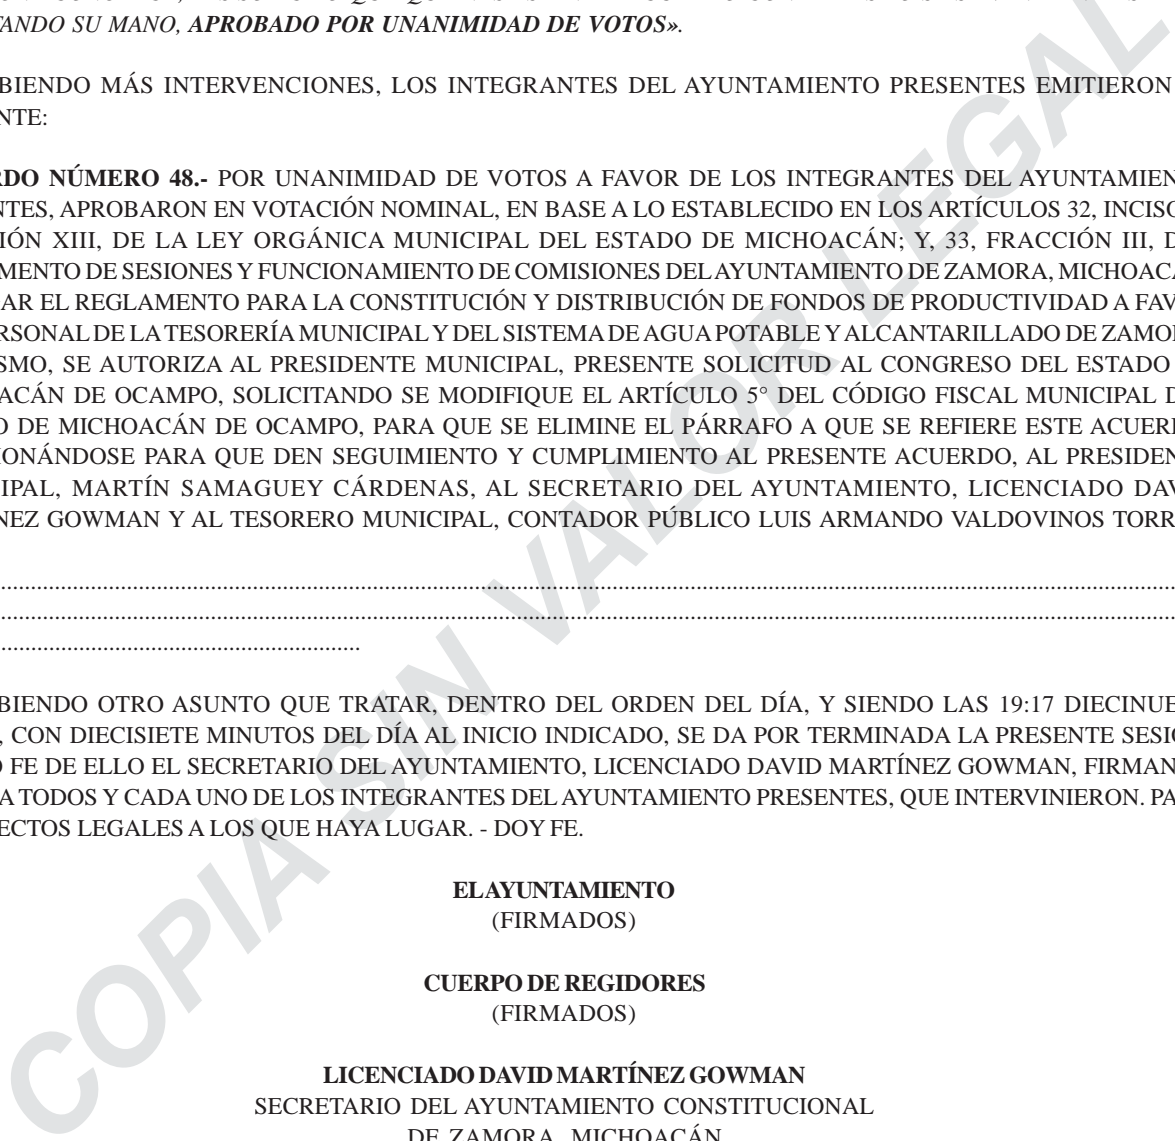 TANDO SU MANO, APROBADO POR UNANIMIDAD DE VOTOS».
BIENDO MÁS INTERVENCIONES, LOS INTEGRANTES DEL AYUNTAMIENTO PRESENTES EMITIERON
NTE:
RDO NÚMERO 48.- POR UNANIMIDAD DE VOTOS A FAVOR DE LOS INTEGRANTES DEL AYUNTAMIEN
NTES, APROBARON EN VOTACIÓN NOMINAL, EN BASE A LO ESTABLECIDO EN LOS ARTÍCULOS 32, INCISO
IÓN XIII, DE LA LEY ORGÁNICA MUNICIPAL DEL ESTADO DE MICHOACÁN; Y, 33, FRACCIÓN III, D
MENTO DE SESIONES Y FUNCIONAMIENTO DE COMISIONES DEL AYUNTAMIENTO DE ZAMORA, MICHOACÁ
AR EL REGLAMENTO PARA LA CONSTITUCIÓN Y DISTRIBUCIÓN DE FONDOS DE PRODUCTIVIDAD A FAV
RSONAL DE LA TESORERÍA MUNICIPAL Y DEL SISTEMA DE AGUA POTABLE Y ALCANTARILLADO DE ZAMOR
SMO, SE AUTORIZA AL PRESIDENTE MUNICIPAL, PRESENTE SOLICITUD AL CONGRESO DEL ESTADO
ACÁN DE OCAMPO, SOLICITANDO SE MODIFIQUE EL ARTÍCULO 5° DEL CÓDIGO FISCAL MUNICIPAL D
O DE MICHOACÁN DE OCAMPO, PARA QUE SE ELIMINE EL PÁRRAFO A QUE SE REFIERE ESTE ACUER
IONÁNDOSE PARA QUE DEN SEGUIMIENTO Y CUMPLIMIENTO AL PRESENTE ACUERDO, AL PRESIDEN
IPAL, MARTÍN SAMAGUEY CÁRDENAS, AL SECRETARIO DEL AYUNTAMIENTO, LICENCIADO DAV
NEZ GOWMAN Y AL TESORERO MUNICIPAL, CONTADOR PÚBLICO LUIS ARMANDO VALDOVINOS TORR
BIENDO OTRO ASUNTO QUE TRATAR, DENTRO DEL ORDEN DEL DÍA, Y SIENDO LAS 19:17 DIECINUE
, CON DIECISIETE MINUTOS DEL DÍA AL INICIO INDICADO, SE DA POR TERMINADA LA PRESENTE SESIÓ
O FE DE ELLO EL SECRETARIO DEL AYUNTAMIENTO, LICENCIADO DAVID MARTÍNEZ GOWMAN, FIRMAN
A TODOS Y CADA UNO DE LOS INTEGRANTES DEL AYUNTAMIENTO PRESENTES, QUE INTERVINIERON. PA
ECTOS LEGALES A LOS QUE HAYA LUGAR. - DOY FE.
EL AYUNTAMIENTO
(FIRMADOS)
CUERPO DE REGIDORES
(FIRMADOS)
LICENCIADO DAVID MARTÍNEZ GOWMAN
SECRETARIO DEL AYUNTAMIENTO CONSTITUCIONAL
DE ZAMORA, MICHOACÁN
COPIA SIN VALOR LEGAL